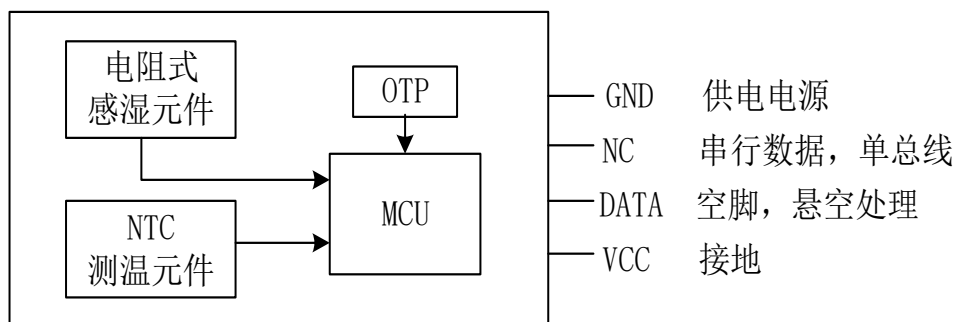 电阻式
感湿元件
OTP
MCU
NTC
测温元件
GND 供电电源
NC 串行数据，单总线
DATA 空脚，悬空处理
VCC 接地